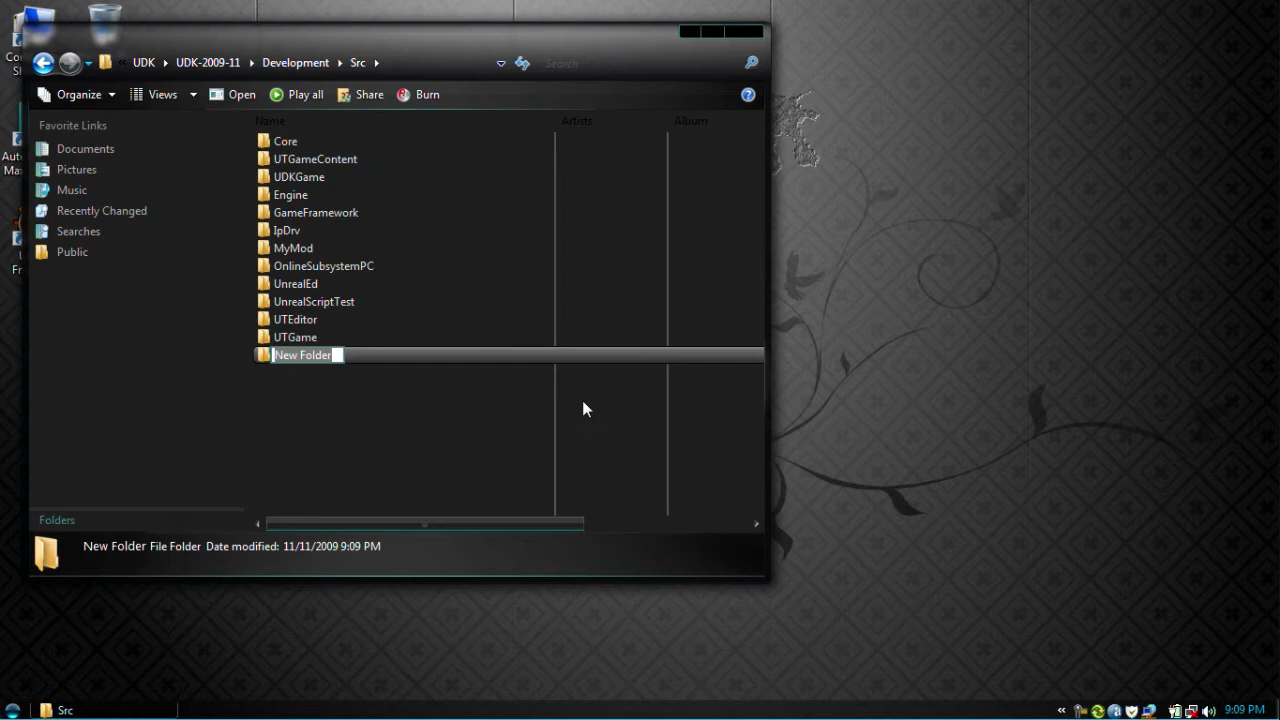 UDK
UDK-2009-11
Development
Src
Search
Organize
Views
Open
Play all
Share
Burn
Favorite Links
Documents
Pictures
Music
Recently Changed
Searches
Public
Folders
Name
Artists
Album
Core
UTGameContent
UDKGame
Engine
GameFramework
IpDrv
MyMod
OnlineSubsystemPC
UnrealEd
UnrealScriptTest
UTEditor
UTGame
New Folder
New Folder File Folder Date modified: 11/11/2009 9:09 PM
Src
9:09 PM